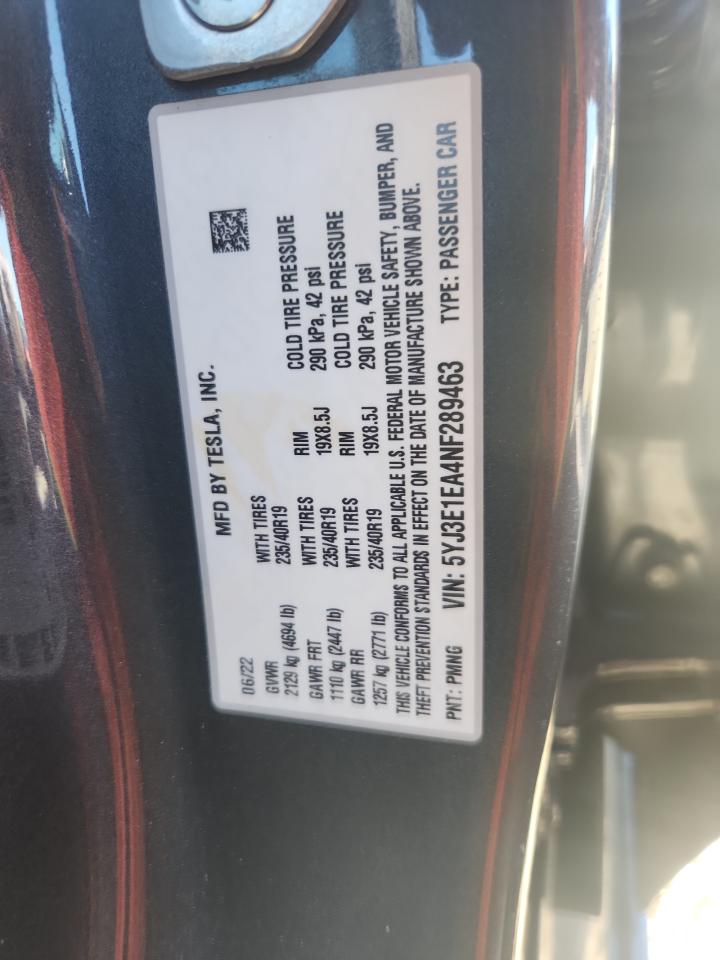 MFD BY TESLA, INC.
06/22
GVWR WITH TIRES RIM COLD TIRE PRESSURE
2129 kg (4694 lb) 235/40R19
GAWR FRT WITH TIRES RIM COLD TIRE PRESSURE
1110 kg (2447 lb) 235/40R19 19X8.5J 290 kPa, 42 psi
GAWR RR WITH TIRES RIM COLD TIRE PRESSURE
1257 kg (2771 lb) 235/40R19 19X8.5J 290 kPa, 42 psi
THIS VEHICLE CONFORMS TO ALL APPLICABLE U.S. FEDERAL MOTOR VEHICLE SAFETY, BUMPER, AND
THEFT PREVENTION STANDARDS IN EFFECT ON THE DATE OF MANUFACTURE SHOWN ABOVE.
PNT: PMNG VIN: 5YJ3E1EA4NF289463 TYPE: PASSENGER CAR